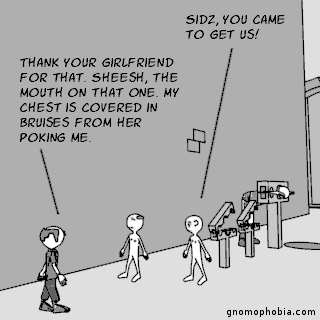 SIDZ, YOU CAME
TO GET US!
THANK YOUR GIRLFRIEND
FOR THAT. SHEESH, THE
MOUTH ON THAT ONE. MY
CHEST IS COVERED IN
BRUISES FROM HER
POKING ME.
gnomophobia.com